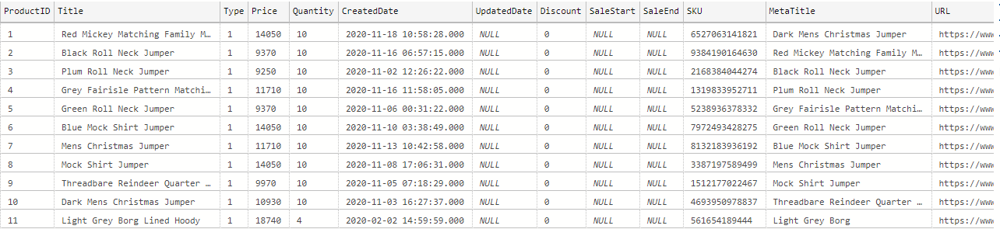 ProductID Title Type Price Quantity CreatedDate UpdatedDate Discount SaleStart SaleEnd SKU MetaTitle URL
1 Red Mickey Matching Family M… 1 14050 10 2020-11-18 10:58:28.000 NULL 0 NULL NULL 6527063141821 Dark Mens Christmas Jumper https://www
2 Black Roll Neck Jumper 1 9370 10 2020-11-16 06:57:15.000 NULL 0 NULL NULL 9384190164630 Red Mickey Matching Family M… https://www
3 Plum Roll Neck Jumper 1 9250 10 2020-11-02 12:26:22.000 NULL 0 NULL NULL 2168384044274 Black Roll Neck Jumper https://www
4 Grey Fairisle Pattern Matchi… 1 11710 10 2020-11-16 11:58:05.000 NULL 0 NULL NULL 1319833952711 Plum Roll Neck Jumper https://www
5 Green Roll Neck Jumper 1 9370 10 2020-11-06 00:31:22.000 NULL 0 NULL NULL 5238936378332 Grey Fairisle Pattern Matchi… https://www
6 Blue Mock Shirt Jumper 1 14050 10 2020-11-10 03:38:49.000 NULL 0 NULL NULL 7972493428275 Green Roll Neck Jumper https://www
7 Mens Christmas Jumper 1 11710 10 2020-11-13 10:42:58.000 NULL 0 NULL NULL 8132183936192 Blue Mock Shirt Jumper https://www
8 Mock Shirt Jumper 1 14050 10 2020-11-08 17:06:31.000 NULL 0 NULL NULL 3387197589499 Mens Christmas Jumper https://www
9 Threadbare Reindeer Quarter … 1 9970 10 2020-11-05 07:18:29.000 NULL 0 NULL NULL 1512177022467 Mock Shirt Jumper https://www
10 Dark Mens Christmas Jumper 1 10930 10 2020-11-03 16:27:37.000 NULL 0 NULL NULL 4693950978837 Threadbare Reindeer Quarter … https://www
11 Light Grey Borg Lined Hoody 1 18740 4 2020-02-02 14:59:59.000 NULL 0 NULL NULL 561654189444 Light Grey Borg https://www